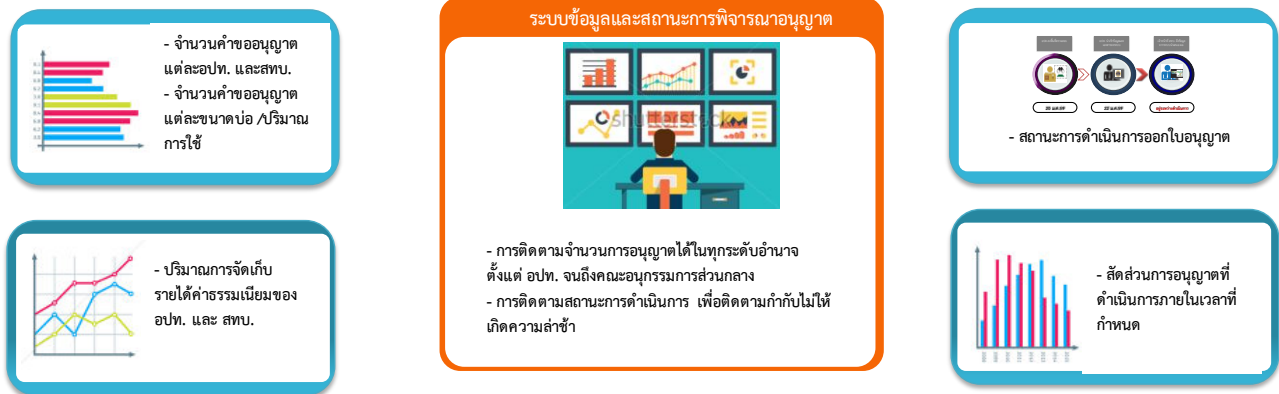 - จำนวนคำขออนุญาต
แต่ละอปท. และสทบ.
- จำนวนคำขออนุญาต
แต่ละขนาดบ่อ /ปริมาณ
การใช้
- ปริมาณการจัดเก็บ
รายได้ค่าธรรมเนียมของ
อปท. และ สทบ.
ระบบข้อมูลและสถานะการพิจารณาอนุญาต
shutterstock
- การติดตามจำนวนการอนุญาตได้ในทุกระดับอำนาจ
ตั้งแต่ อปท. จนถึงคณะอนุกรรมการส่วนกลาง
- การติดตามสถานะการดำเนินการ เพื่อติดตามกำกับไม่ให้
เกิดความล่าช้า
- สถานะการดำเนินการออกใบอนุญาต
- สัดส่วนการอนุญาตที่
ดำเนินการภายในเวลาที่
กำหนด